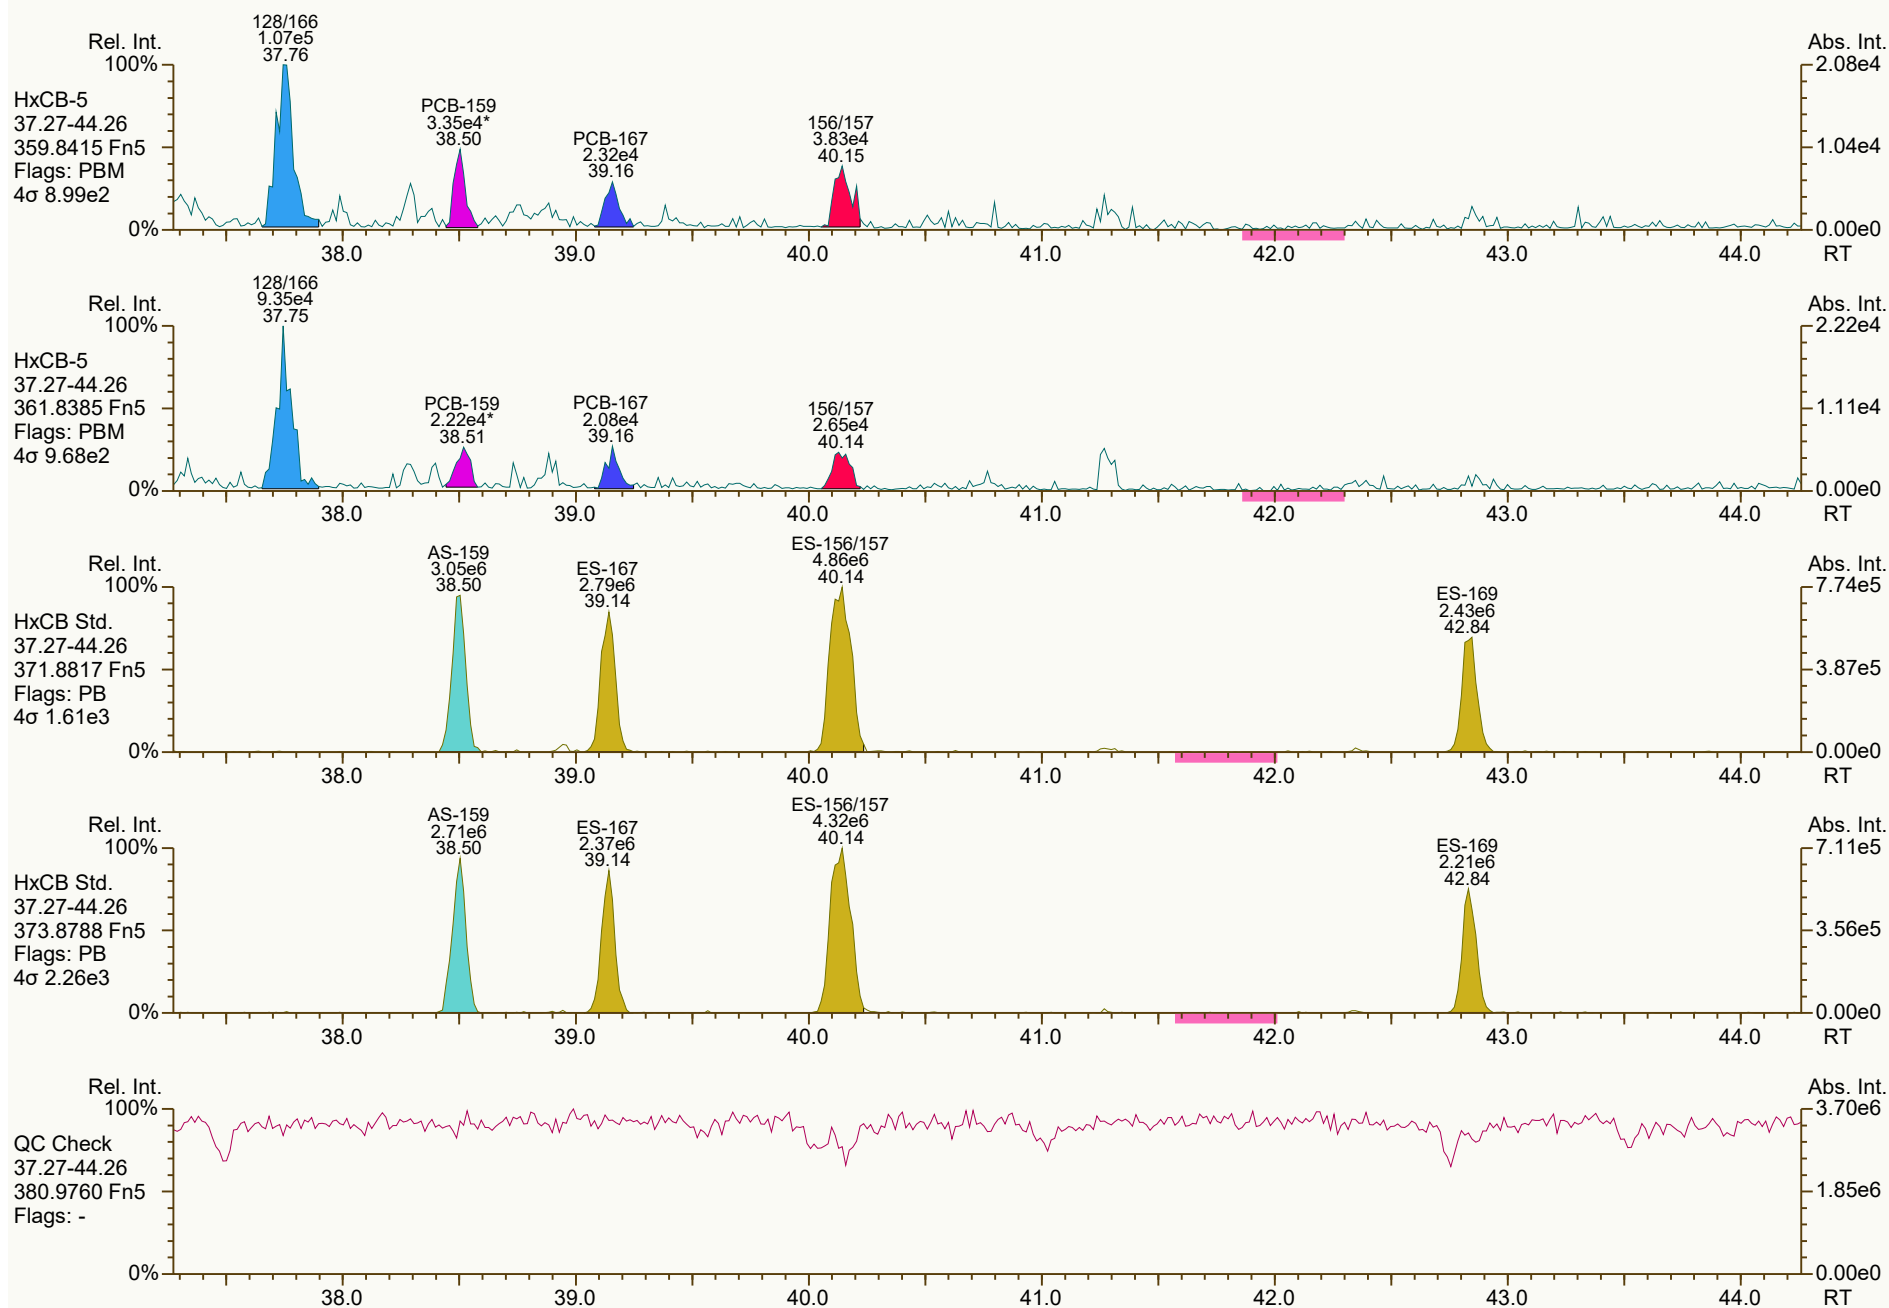 128/166
1.07e5
37.76
Rel. Int.
Abs. Int.
100%
2.08e4
HxCB-5
37.27-44.26
359.8415 Fn5
Flags: PBM
4σ 8.99e2
PCB-159
3.35e4*
38.50
PCB-167
2.32e4
39.16
156/157
3.83e4
40.15
1.04e4
0%
0.00e0
38.0 39.0 40.0 41.0 42.0 43.0 44.0 RT
128/166
9.35e4
37.75
Rel. Int.
Abs. Int.
100%
2.22e4
HxCB-5
37.27-44.26
361.8385 Fn5
Flags: PBM
4σ 9.68e2
PCB-159
2.22e4*
38.51
PCB-167
2.08e4
39.16
156/157
2.65e4
40.14
1.11e4
0%
0.00e0
38.0 39.0 40.0 41.0 42.0 43.0 44.0 RT
Rel. Int.
Abs. Int.
100%
7.74e5
HxCB Std.
37.27-44.26
371.8817 Fn5
Flags: PB
4σ 1.61e3
AS-159
3.05e6
38.50
ES-167
2.79e6
39.14
ES-156/157
4.86e6
40.14
ES-169
2.43e6
42.84
3.87e5
0%
0.00e0
38.0 39.0 40.0 41.0 42.0 43.0 44.0 RT
Rel. Int.
Abs. Int.
100%
7.11e5
HxCB Std.
37.27-44.26
373.8788 Fn5
Flags: PB
4σ 2.26e3
AS-159
2.71e6
38.50
ES-167
2.37e6
39.14
ES-156/157
4.32e6
40.14
ES-169
2.21e6
42.84
3.56e5
0%
0.00e0
38.0 39.0 40.0 41.0 42.0 43.0 44.0 RT
Rel. Int.
Abs. Int.
100%
3.70e6
QC Check
37.27-44.26
380.9760 Fn5
Flags: -
1.85e6
0%
0.00e0
38.0 39.0 40.0 41.0 42.0 43.0 44.0 RT